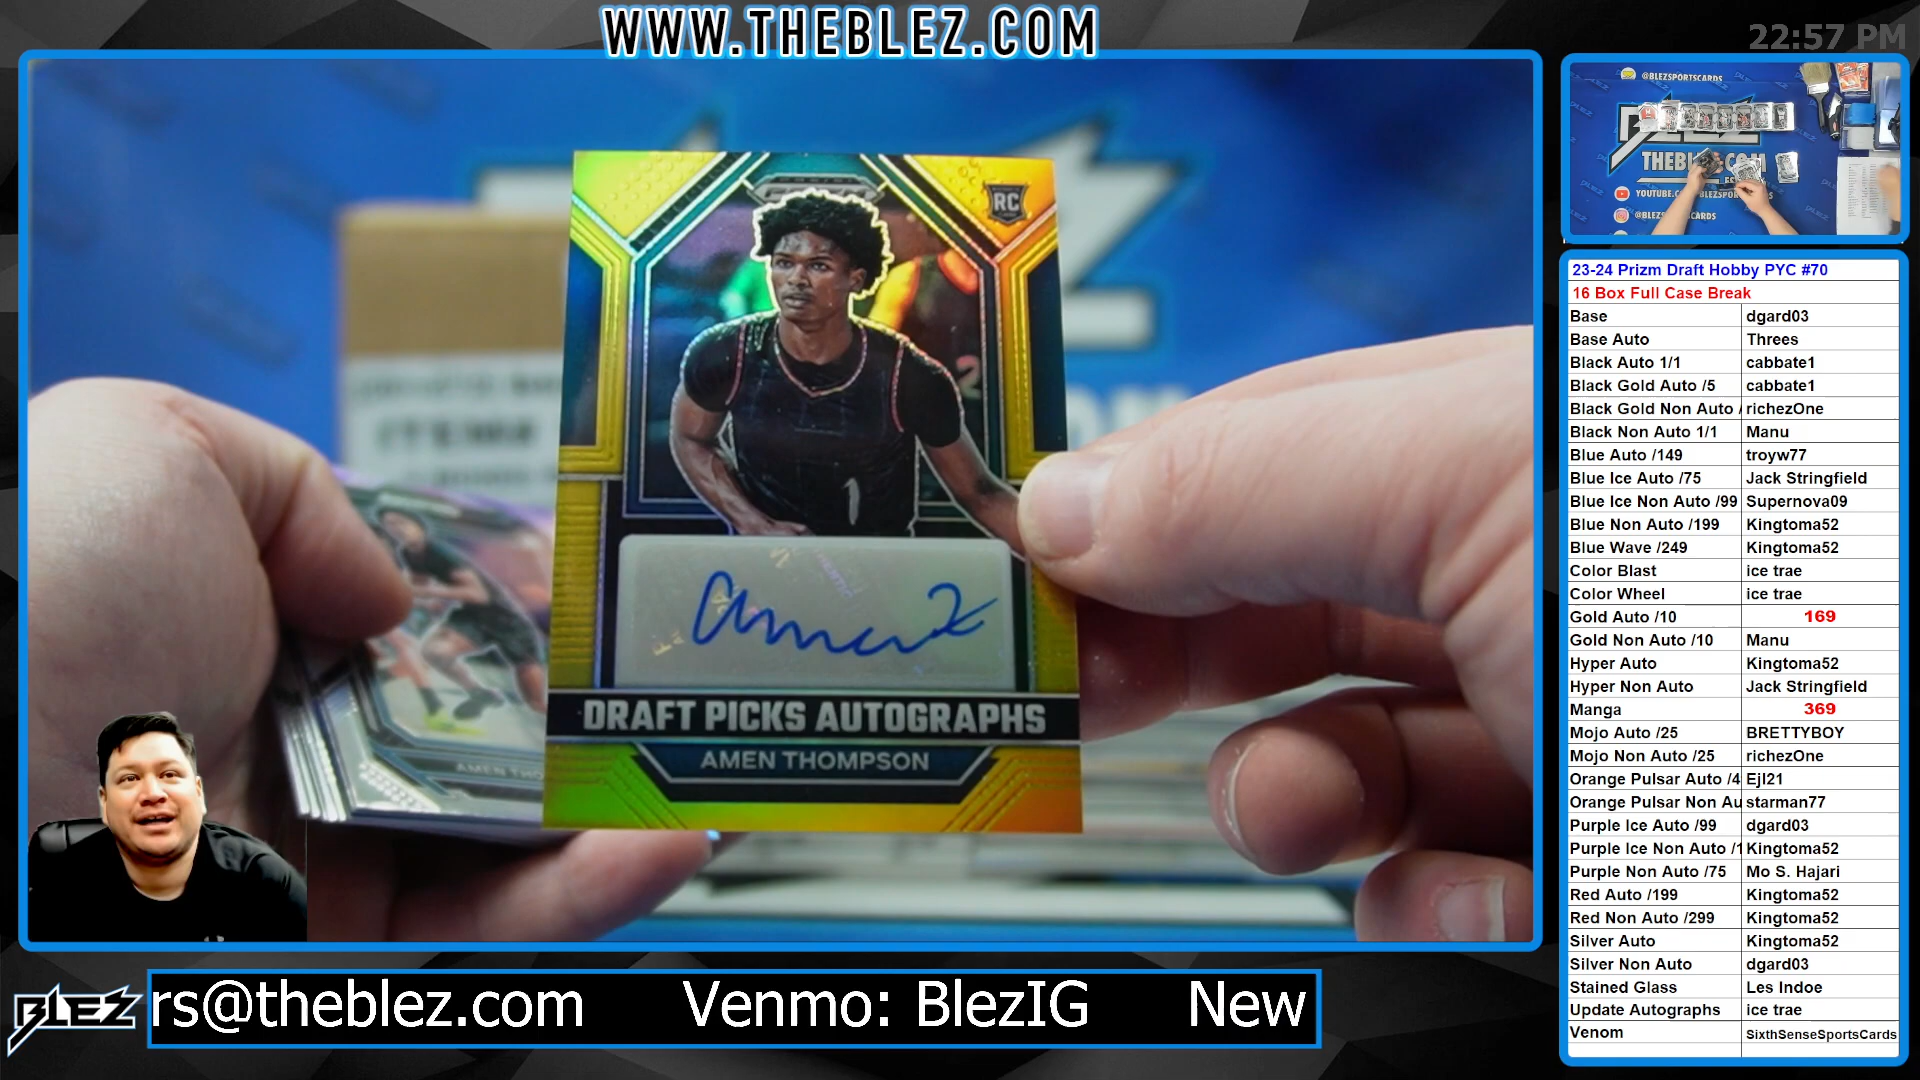 WWW.THEBLEZ.COM
22:57 PM
@BLEZSPORTSCARDS
THEBLEZ.COM
PRIZM
RC
1
DRAFT PICKS AUTOGRAPHS
AMEN THOMPSON
ITEM#
AMEN THO
23-24 Prizm Draft Hobby PYC #70
16 Box Full Case Break
Base dgard03
Base Auto Threes
Black Auto 1/1 cabbate1
Black Gold Auto /5 cabbate1
Black Gold Non Auto / richezOne
Black Non Auto 1/1 Manu
Blue Auto /149 troyw77
Blue Ice Auto /75 Jack Stringfield
Blue Ice Non Auto /99 Supernova09
Blue Non Auto /199 Kingtoma52
Blue Wave /249 Kingtoma52
Color Blast ice trae
Color Wheel ice trae
Gold Auto /10 169
Gold Non Auto /10 Manu
Hyper Auto Kingtoma52
Hyper Non Auto Jack Stringfield
Manga 369
Mojo Auto /25 BRETTYBOY
Mojo Non Auto /25 richezOne
Orange Pulsar Auto /4 Ejl21
Orange Pulsar Non Au starman77
Purple Ice Auto /99 dgard03
Purple Ice Non Auto /1 Kingtoma52
Purple Non Auto /75 Mo S. Hajari
Red Auto /199 Kingtoma52
Red Non Auto /299 Kingtoma52
Silver Auto Kingtoma52
Silver Non Auto dgard03
Stained Glass Les Indoe
Update Autographs ice trae
Venom SixthSenseSportsCards
BLEZ
rs@theblez.com Venmo: BlezIG New